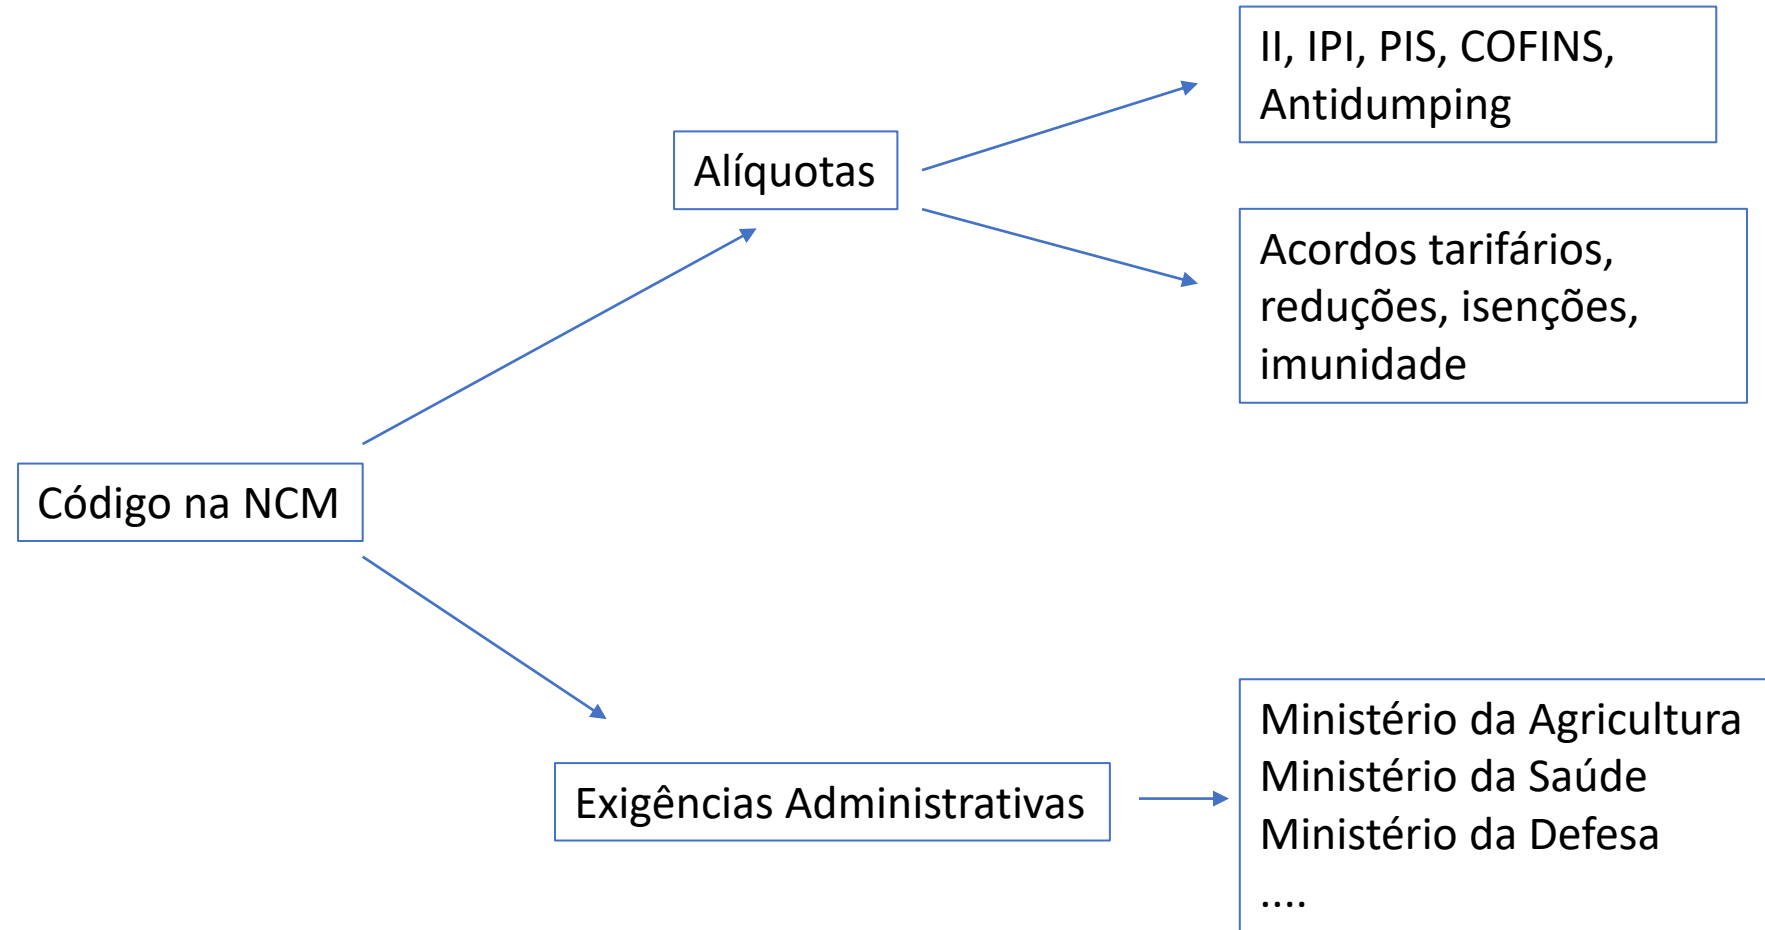 II, IPI, PIS, COFINS,
Antidumping
Alíquotas
Acordos tarifários,
reduções, isenções,
imunidade
Código na NCM
Exigências Administrativas
Ministério da Agricultura
Ministério da Saúde
Ministério da Defesa
....